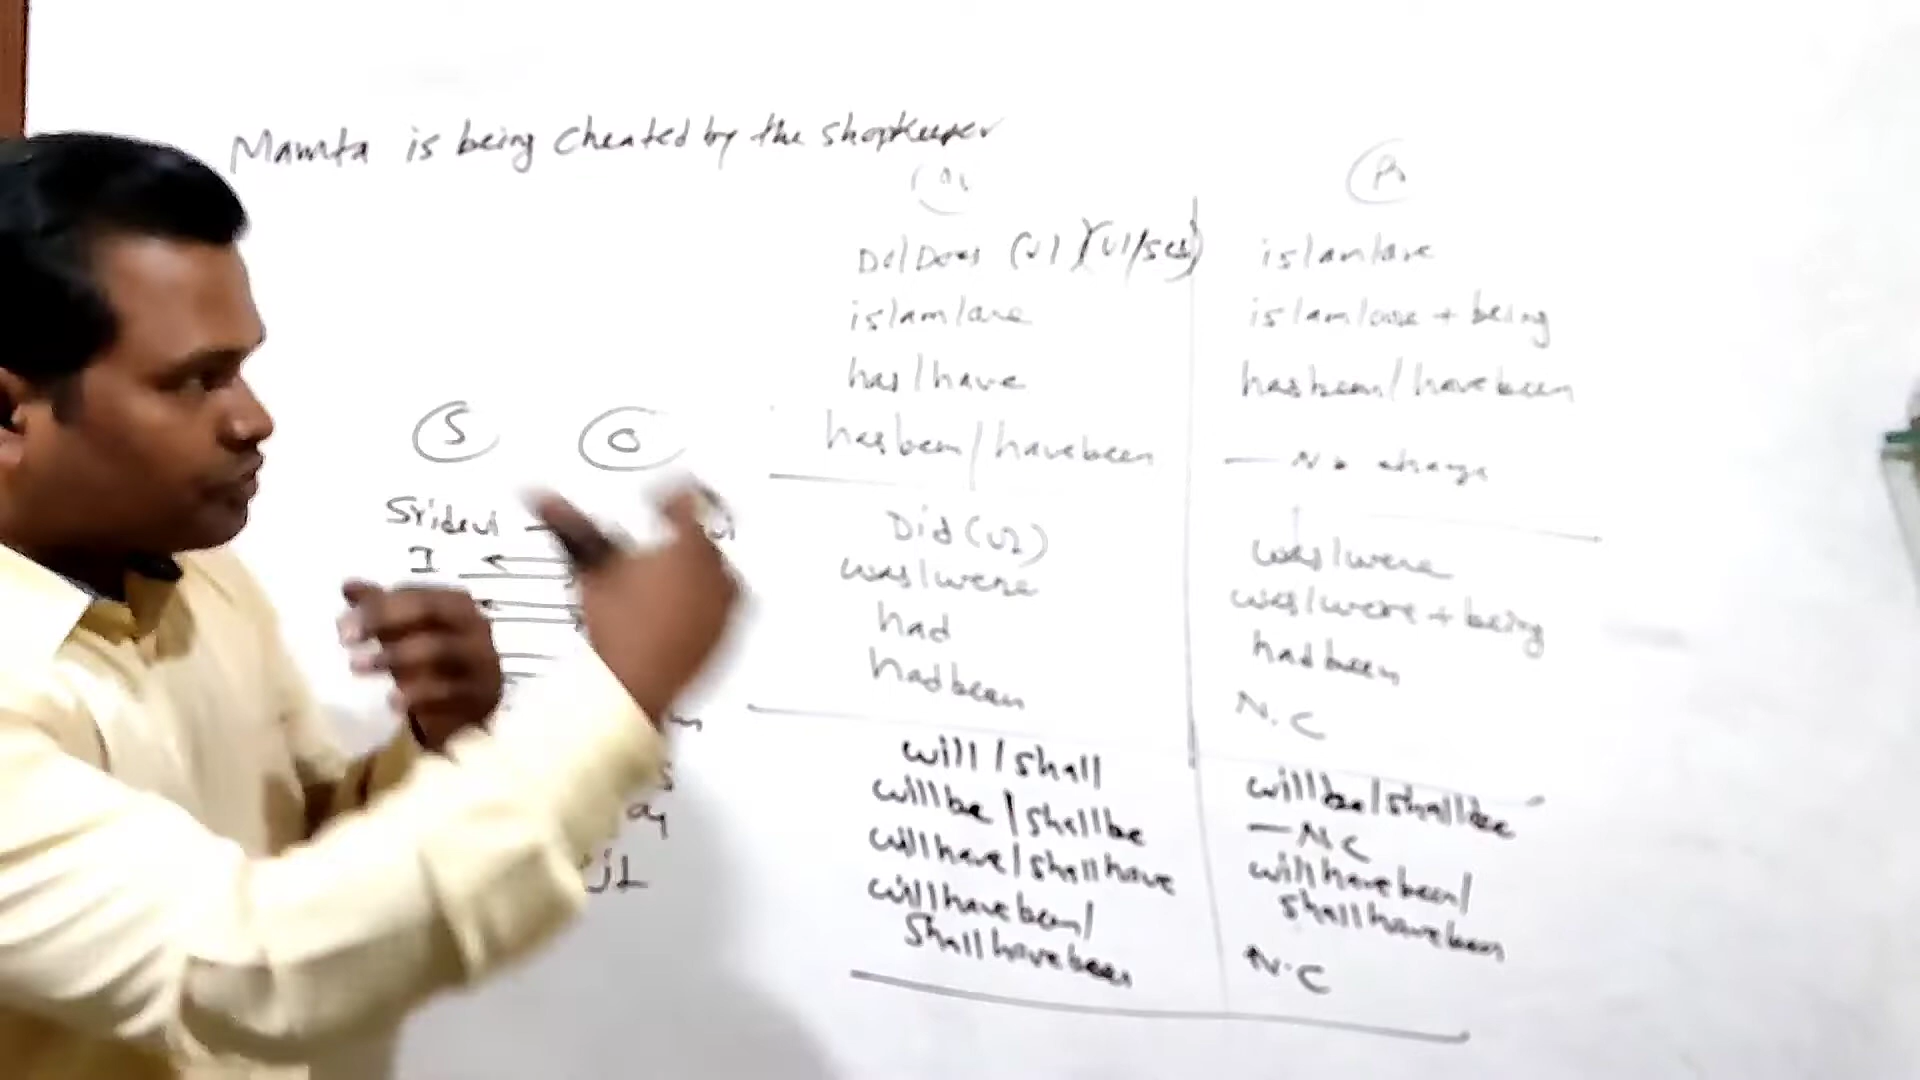 Mamta is being cheated by the shopkeeper
A P
Do/Does (v1)(v1/s es) is/am/are
is/am/are is/am/are + being
has/have has been/have been
S O
has been/have been — No change
Sridevi
Did (v2) was/were
I
was/were was/were + being
had had been
had been N.C
will/shall will be/shall be
will be/shall be — NC
will have/shall have will have been/
shall have been
will have been/
shall have been N.C